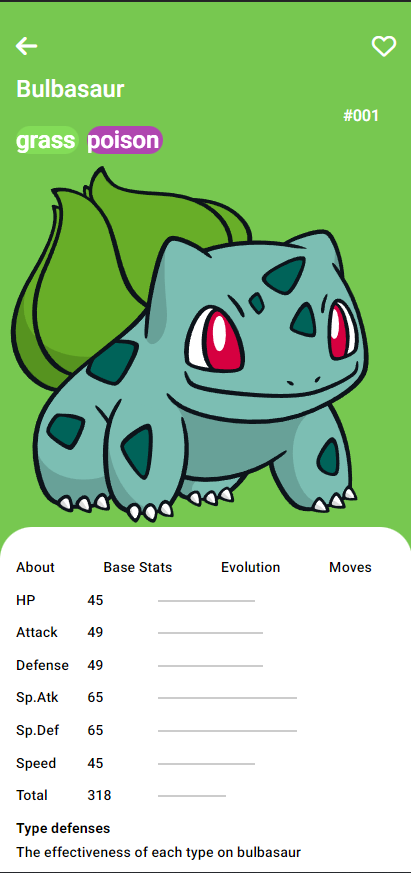 Bulbasaur
#001
grass poison
About Base Stats Evolution Moves
HP 45
Attack 49
Defense 49
Sp.Atk 65
Sp.Def 65
Speed 45
Total 318
Type defenses
The effectiveness of each type on bulbasaur